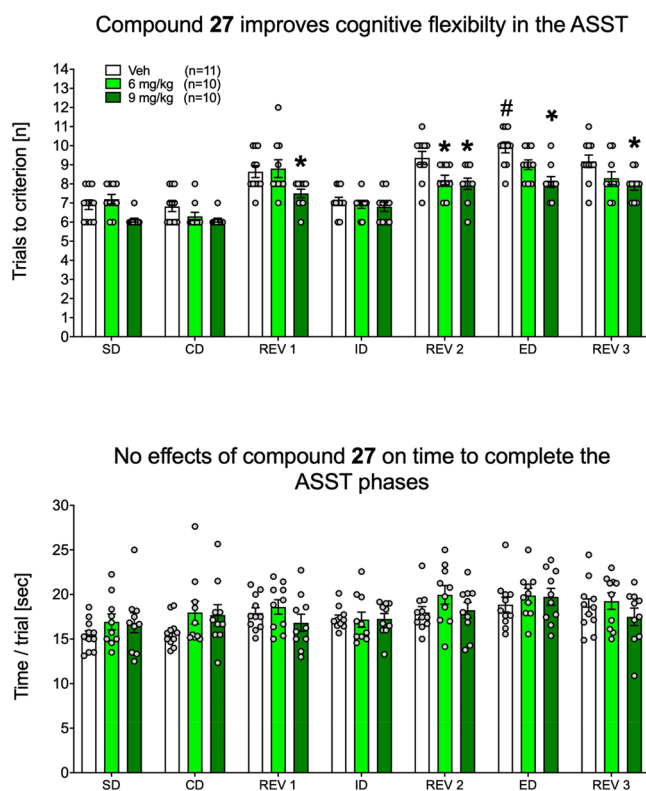 Compound 27 improves cognitive flexibilty in the ASST
Trials to criterion [n]
14
13
12
11
10
9
8
7
6
5
4
3
2
1
0
Veh (n=11)
6 mg/kg (n=10)
9 mg/kg (n=10)
*
* *
# *
*
SD CD REV 1 ID REV 2 ED REV 3
No effects of compound 27 on time to complete the
ASST phases
Time / trial [sec]
30
25
20
15
10
5
0
SD CD REV 1 ID REV 2 ED REV 3